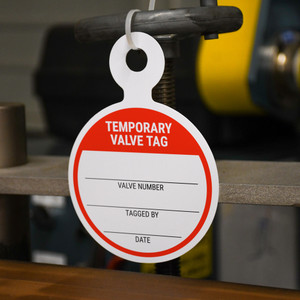 TEMPORARY
VALVE TAG
VALVE NUMBER
TAGGED BY
DATE